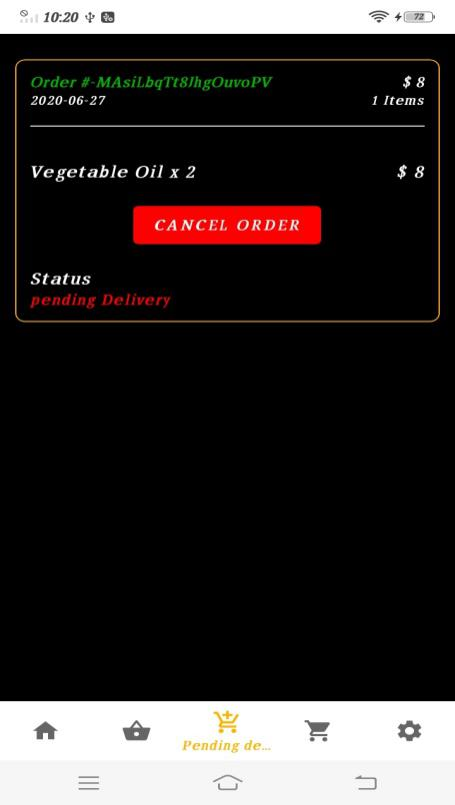 10:20
72
Order #-MAsiLbqTt8JhgOuvoPV $ 8
2020-06-27 1 Items
Vegetable Oil x 2 $ 8
CANCEL ORDER
Status
pending Delivery
Pending de...